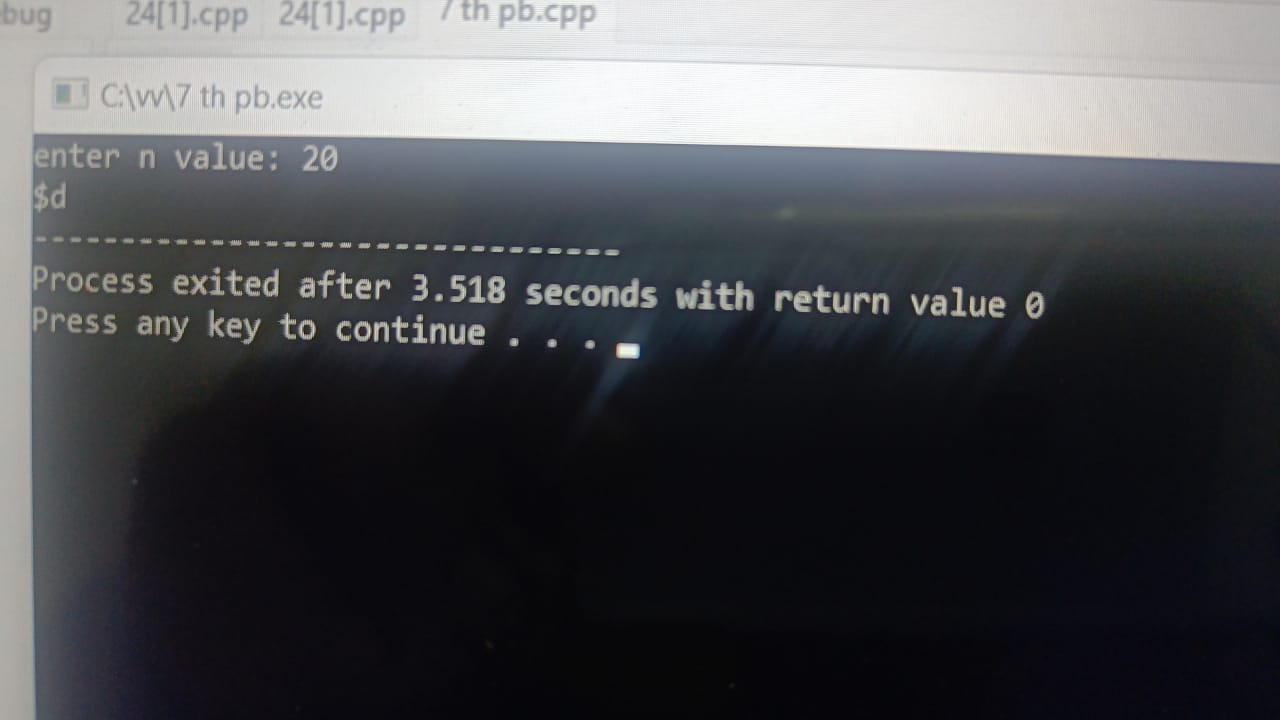 bug 24[1].cpp 24[1].cpp 7 th pb.cpp
C:\vv\7 th pb.exe
enter n value: 20
$d
--------------------------------
Process exited after 3.518 seconds with return value 0
Press any key to continue . . .